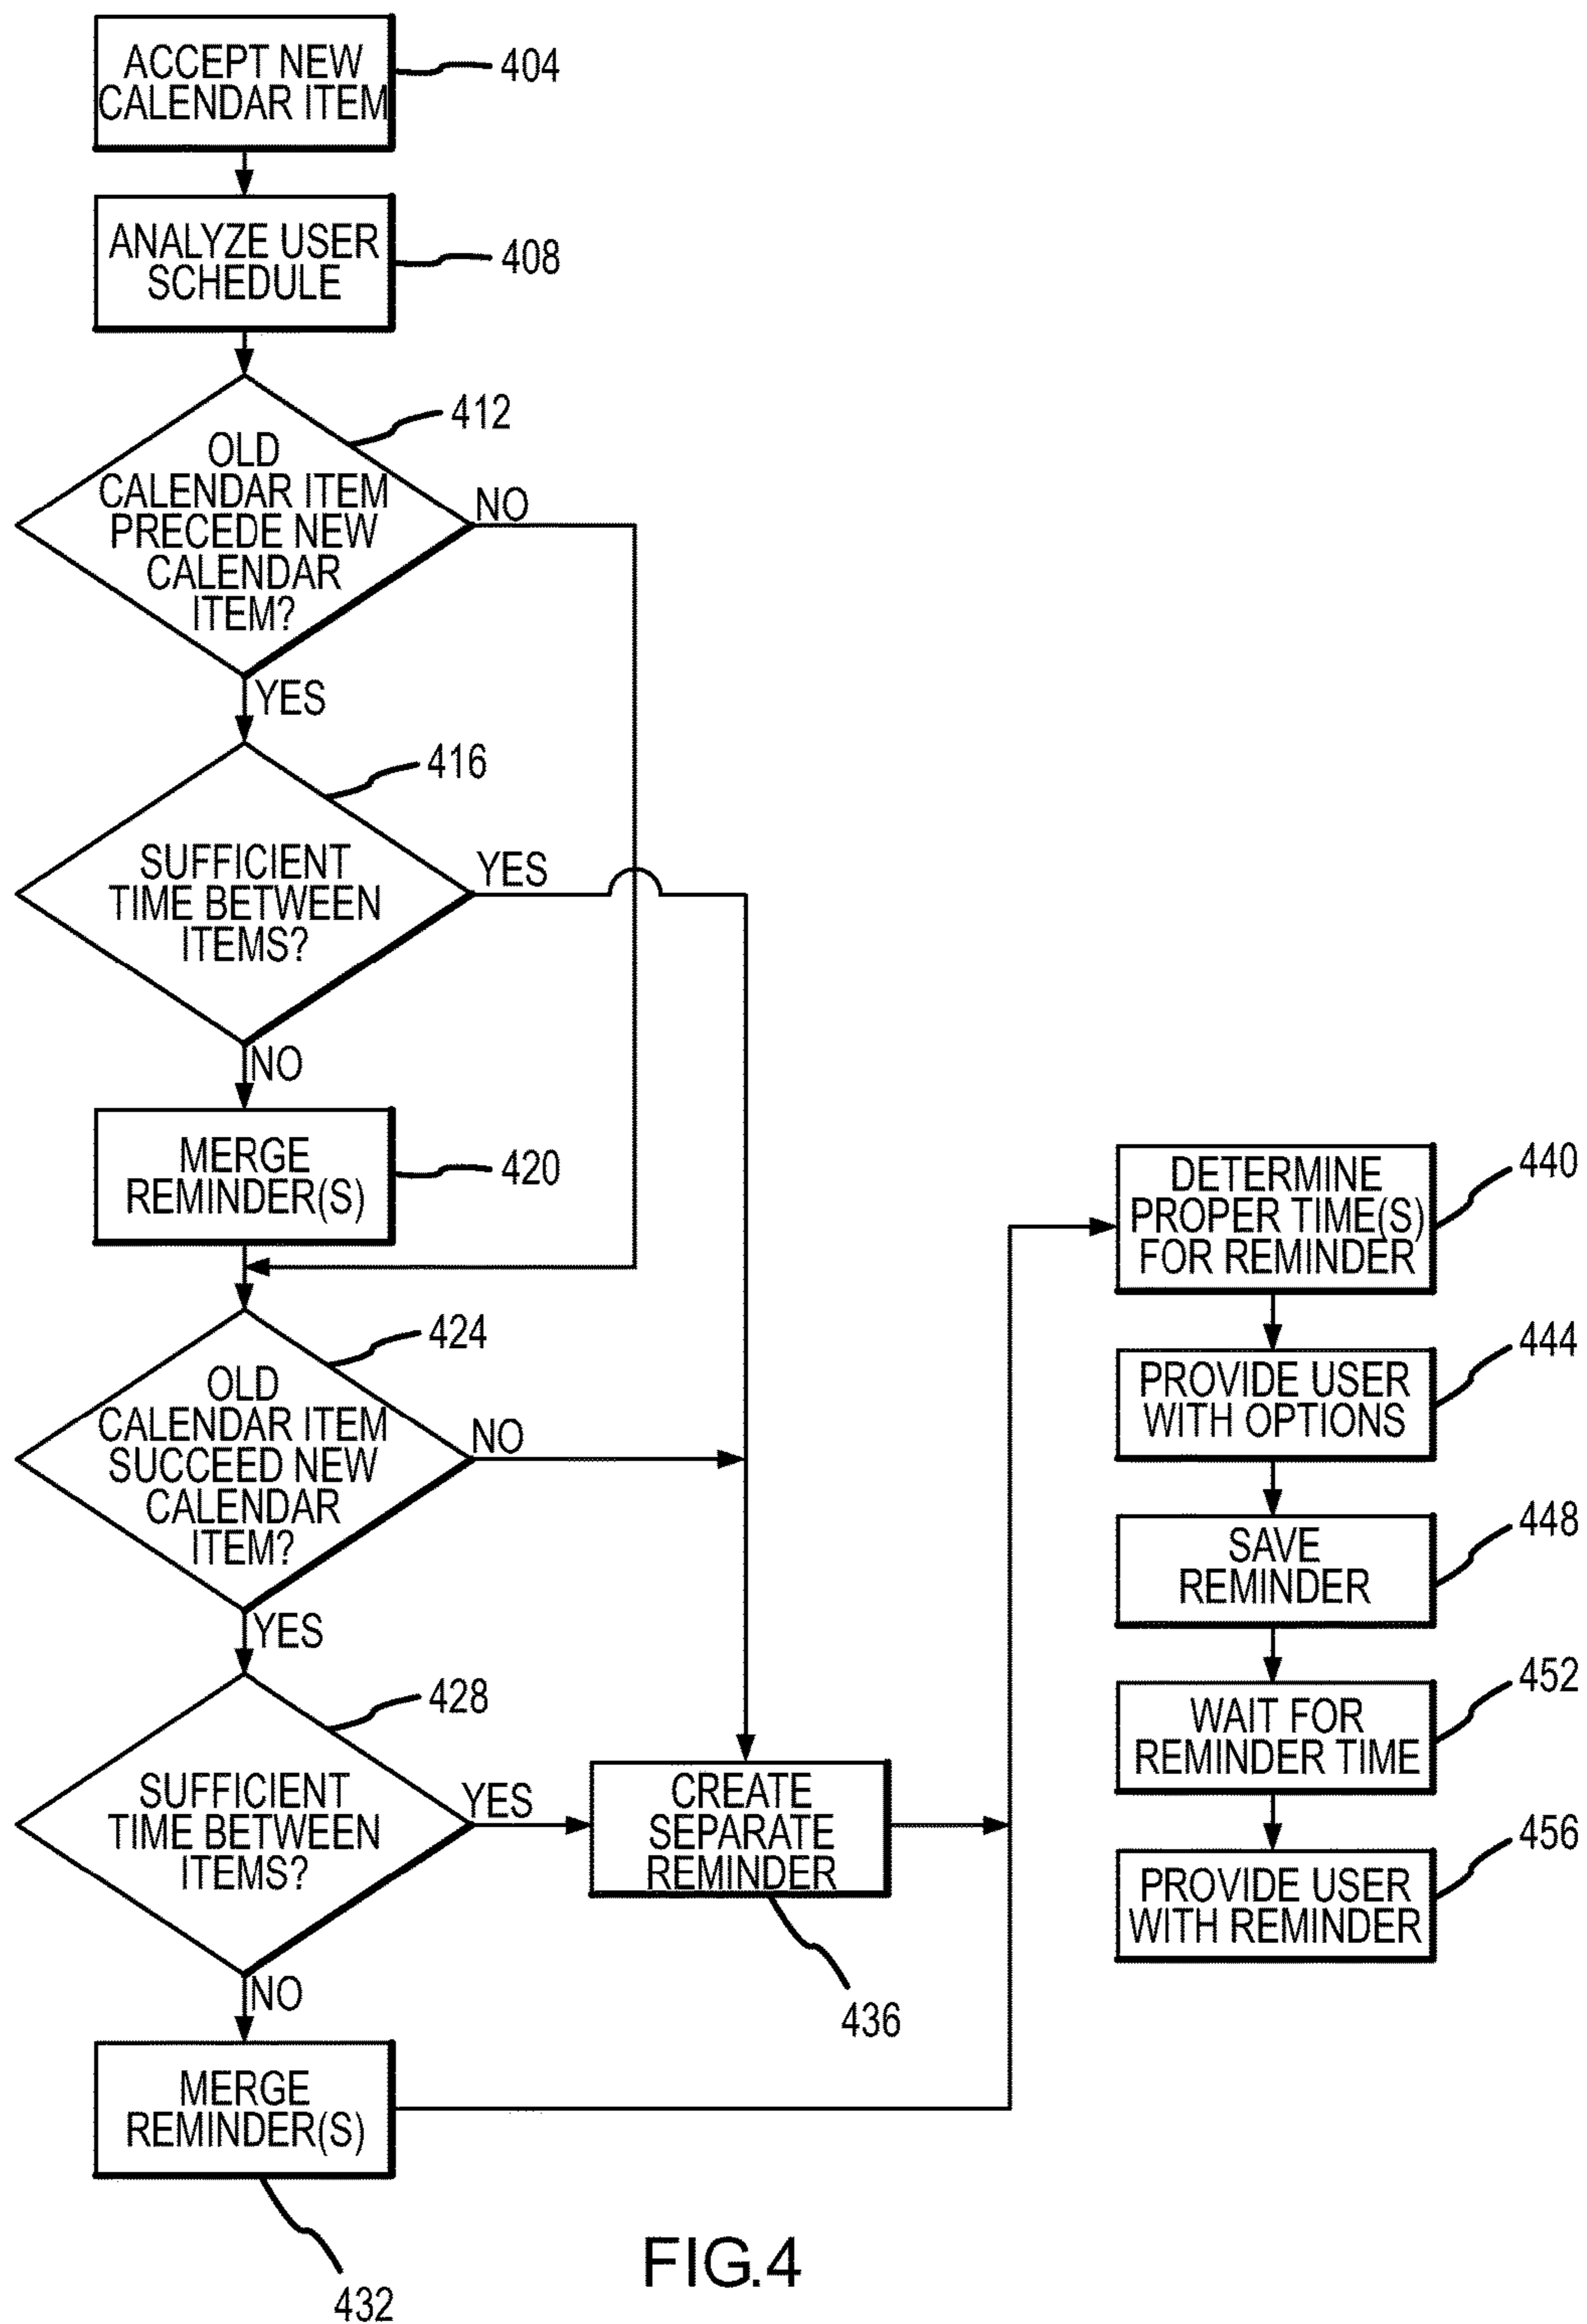 ACCEPT NEW
CALENDAR ITEM
404
ANALYZE USER
SCHEDULE
408
412
OLD
CALENDAR ITEM
PRECEDE NEW
CALENDAR
ITEM?
NO
YES
416
SUFFICIENT
TIME BETWEEN
ITEMS?
YES
NO
MERGE
REMINDER(S)
420
424
OLD
CALENDAR ITEM
SUCCEED NEW
CALENDAR
ITEM?
NO
YES
428
SUFFICIENT
TIME BETWEEN
ITEMS?
YES
NO
CREATE
SEPARATE
REMINDER
436
MERGE
REMINDER(S)
432
DETERMINE
PROPER TIME(S)
FOR REMINDER
440
PROVIDE USER
WITH OPTIONS
444
SAVE
REMINDER
448
WAIT FOR
REMINDER TIME
452
PROVIDE USER
WITH REMINDER
456
FIG.4